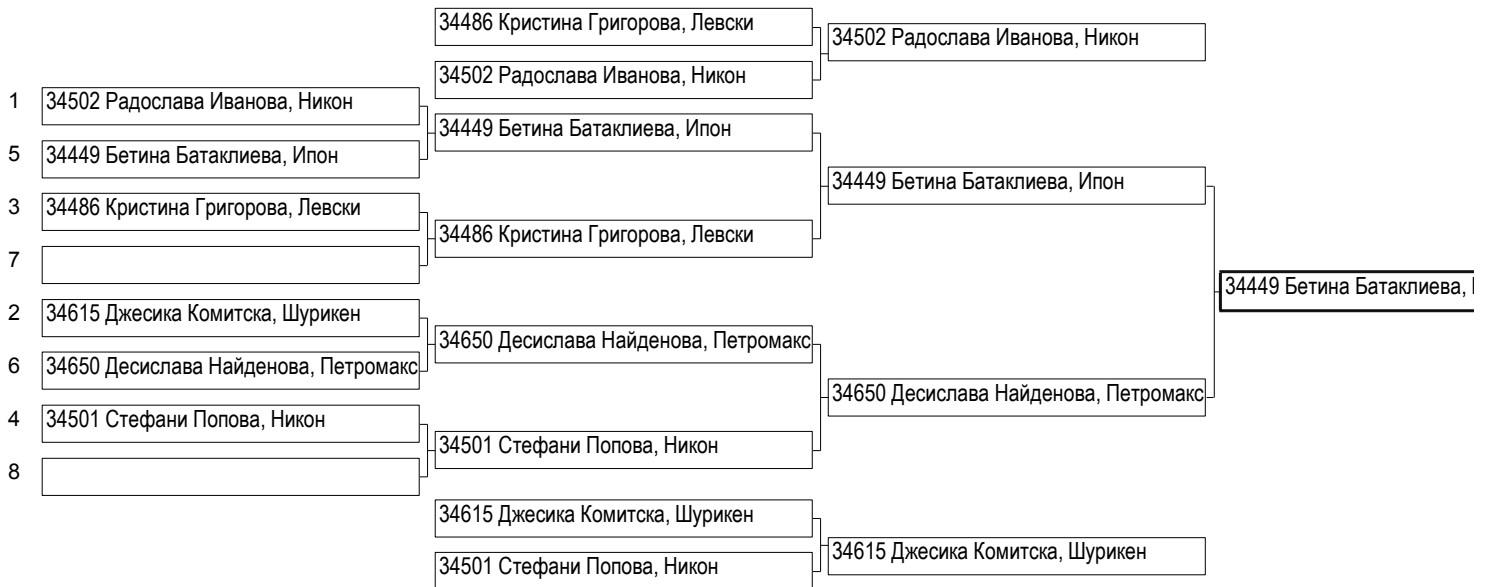 34486 Кристина Григорова, Левски
34502 Радослава Иванова, Никон
34502 Радослава Иванова, Никон
1 34502 Радослава Иванова, Никон
34449 Бетина Батаклиева, Ипон
5 34449 Бетина Батаклиева, Ипон
34449 Бетина Батаклиева, Ипон
3 34486 Кристина Григорова, Левски
34486 Кристина Григорова, Левски
7
34449 Бетина Батаклиева,
2 34615 Джесика Комитска, Шурикен
34650 Десислава Найденова, Петромакс
6 34650 Десислава Найденова, Петромакс
34650 Десислава Найденова, Петромакс
4 34501 Стефани Попова, Никон
34501 Стефани Попова, Никон
8
34615 Джесика Комитска, Шурикен
34615 Джесика Комитска, Шурикен
34501 Стефани Попова, Никон